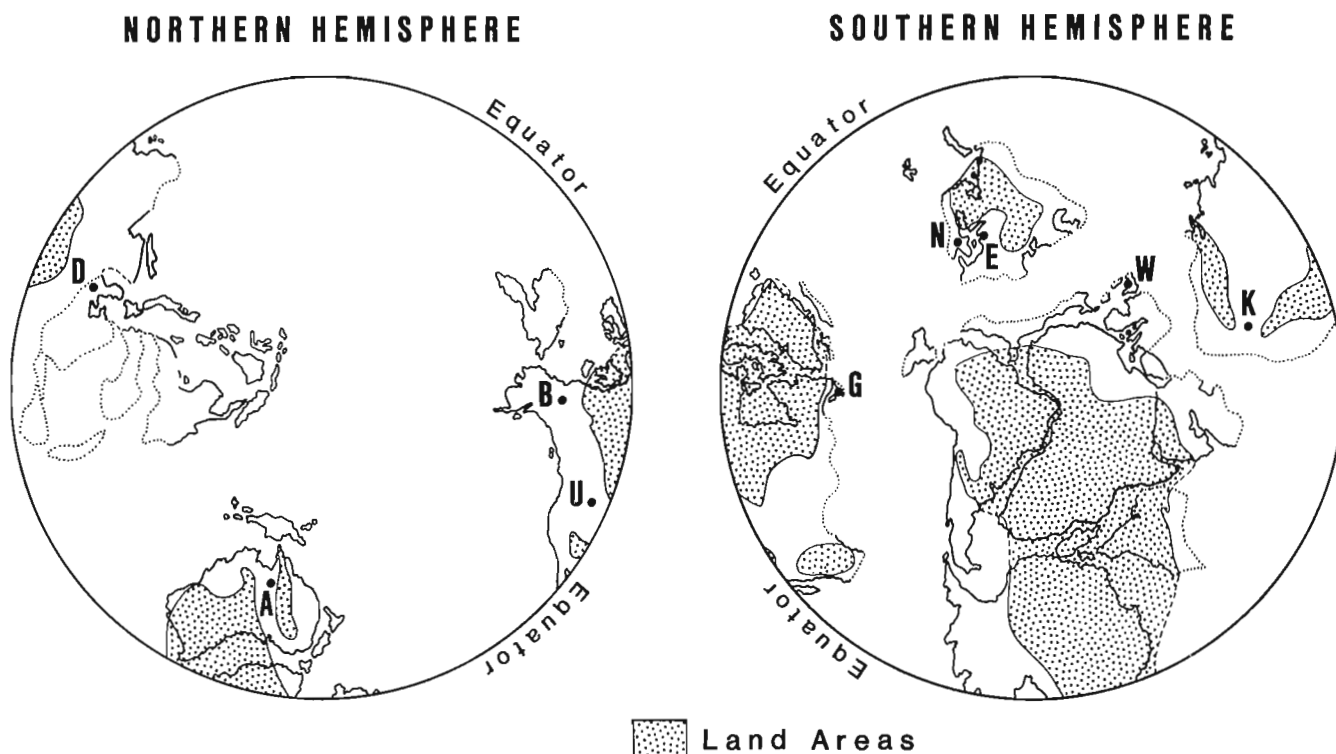 NORTHERN HEMISPHERE
SOUTHERN HEMISPHERE
Equator
Equator
D
N
E
W
K
B
G
U
A
Equator
Equator
Land Areas